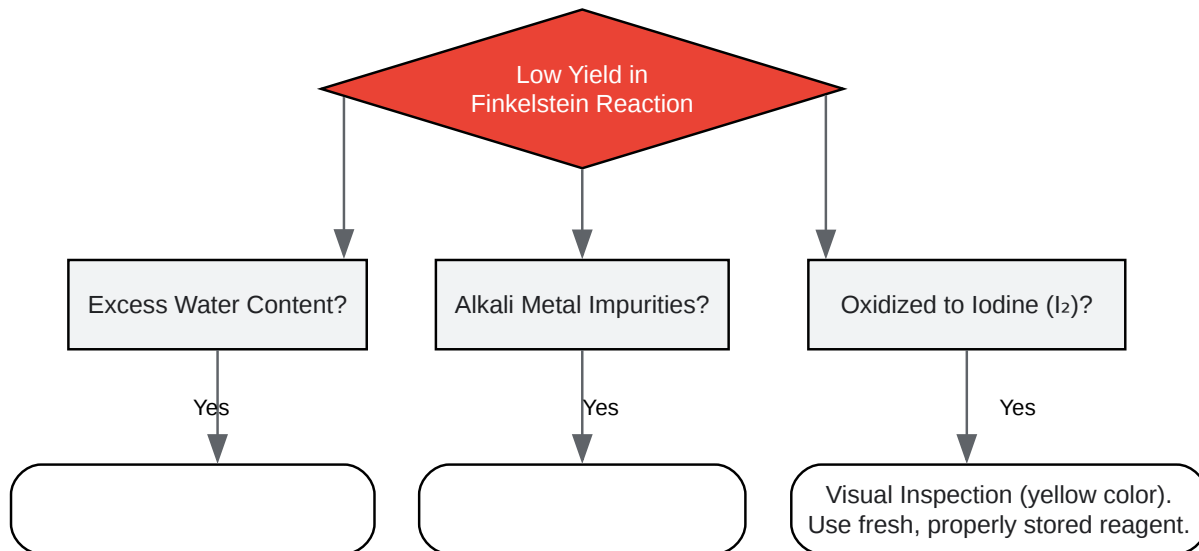 Low Yield in
Finkelstein Reaction
Excess Water Content?
Alkali Metal Impurities?
Oxidized to Iodine (I₂)?
Yes
Yes
Yes
Visual Inspection (yellow color).
Use fresh, properly stored reagent.